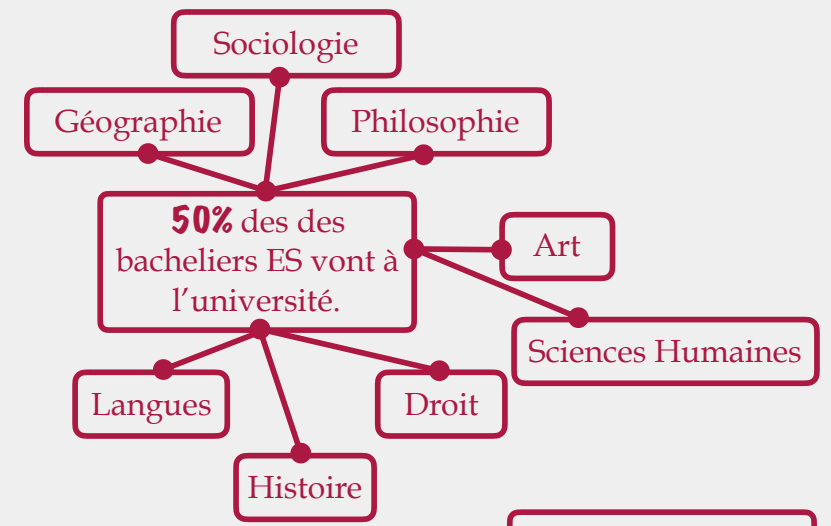 Sociologie
Géographie
Philosophie
50% des des
bacheliers ES vont à
l'université.
Art
Sciences Humaines
Langues
Droit
Histoire